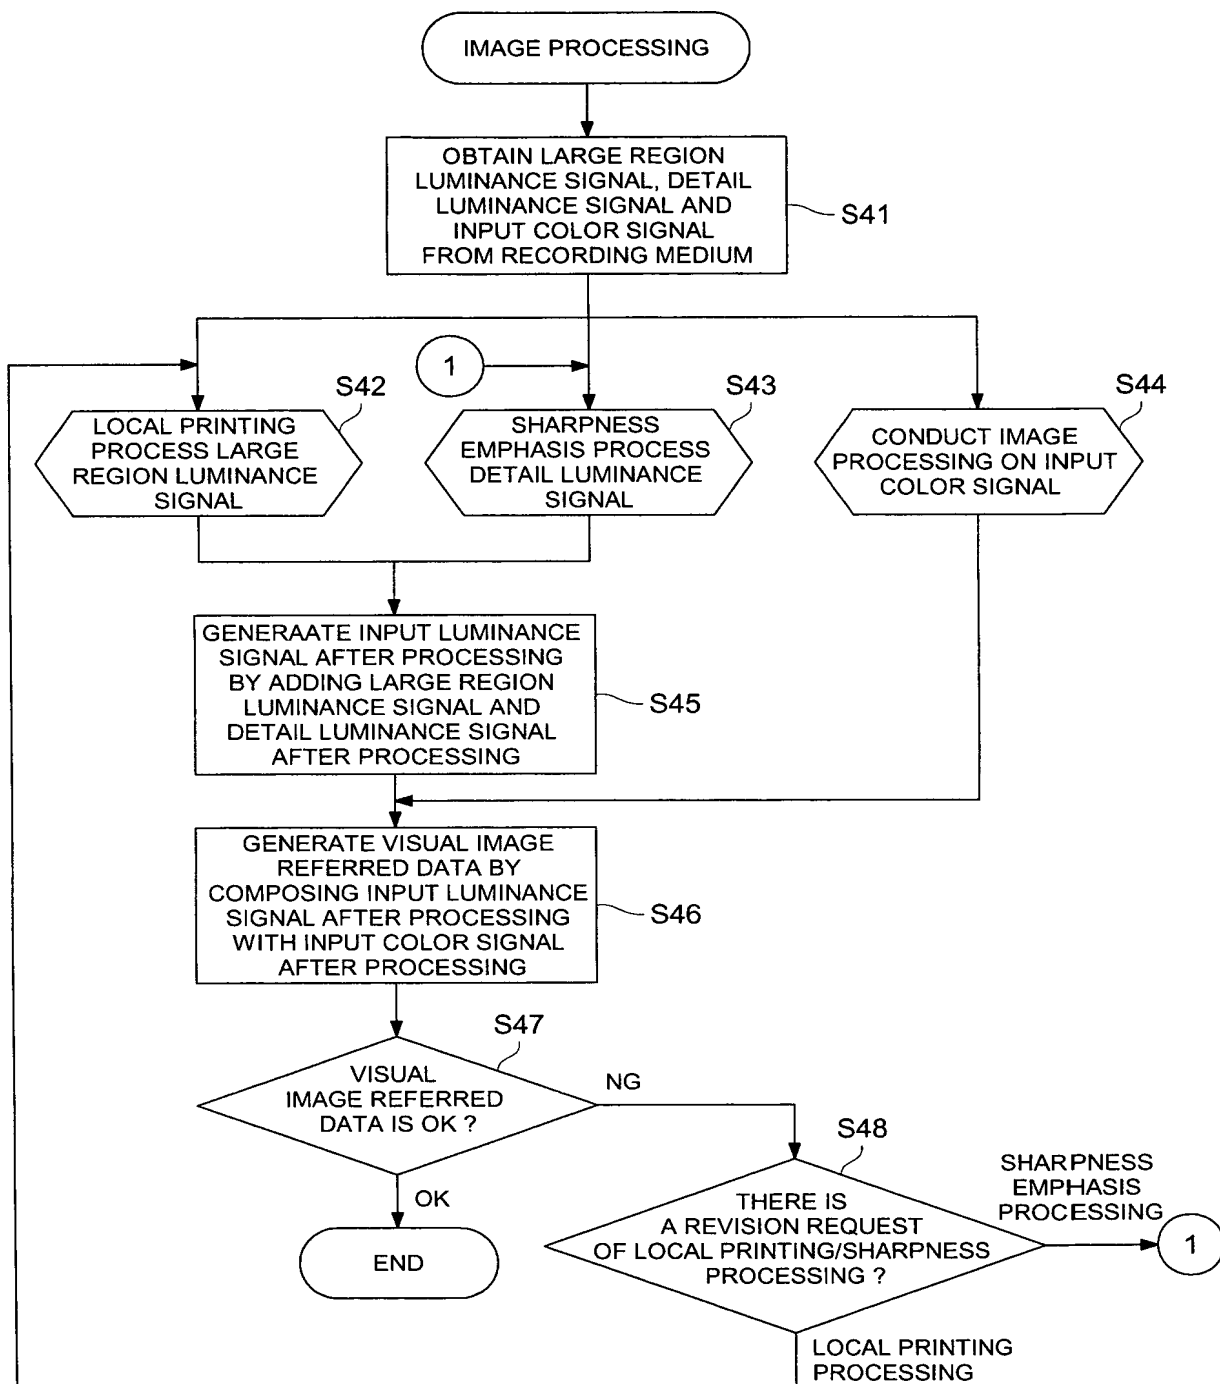 IMAGE PROCESSING
OBTAIN LARGE REGION
LUMINANCE SIGNAL, DETAIL
LUMINANCE SIGNAL AND
INPUT COLOR SIGNAL
FROM RECORDING MEDIUM
S41
1
S42
LOCAL PRINTING
PROCESS LARGE
REGION LUMINANCE
SIGNAL
S43
SHARPNESS
EMPHASIS PROCESS
DETAIL LUMINANCE
SIGNAL
S44
CONDUCT IMAGE
PROCESSING ON INPUT
COLOR SIGNAL
GENERAATE INPUT LUMINANCE
SIGNAL AFTER PROCESSING
BY ADDING LARGE REGION
LUMINANCE SIGNAL AND
DETAIL LUMINANCE SIGNAL
AFTER PROCESSING
S45
GENERATE VISUAL IMAGE
REFERRED DATA BY
COMPOSING INPUT LUMINANCE
SIGNAL AFTER PROCESSING
WITH INPUT COLOR SIGNAL
AFTER PROCESSING
S46
S47
VISUAL
IMAGE REFERRED
DATA IS OK ?
NG
OK
END
S48
THERE IS
A REVISION REQUEST
OF LOCAL PRINTING/SHARPNESS
PROCESSING ?
SHARPNESS
EMPHASIS
PROCESSING
1
LOCAL PRINTING
PROCESSING